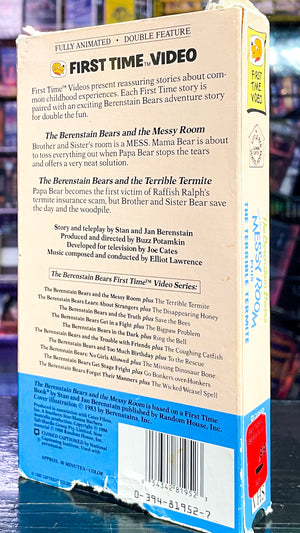 FULLY ANIMATED • DOUBLE FEATURE
FIRST TIME™ VIDEO
First Time™ Videos present reassuring stories about com-
mon childhood experiences. Each First Time story is
paired with an exciting Berenstain Bears adventure story
for double the fun.
The Berenstain Bears and the Messy Room
Brother and Sister's room is a MESS. Mama Bear is about
to toss everything out when Papa Bear stops the tears
and offers a very neat solution.
The Berenstain Bears and the Terrible Termite
Papa Bear becomes the first victim of Raffish Ralph's
termite insurance scam, but Brother and Sister Bear save
the day and the woodpile.
Story and teleplay by Stan and Jan Berenstain
Produced and directed by Buzz Potamkin
Developed for television by Joe Cates
Music composed and conducted by Elliot Lawrence
The Berenstain Bears First Time™ Video Series:
The Berenstain Bears and the Messy Room plus The Terrible Termite
The Berenstain Bears Learn About Strangers plus The Disappearing Honey
The Berenstain Bears and the Truth plus Save the Bees
The Berenstain Bears Get in a Fight plus The Bigpaw Problem
The Berenstain Bears in the Dark plus Ring the Bell
The Berenstain Bears and the Trouble with Friends plus The Coughing Catfish
The Berenstain Bears and Too Much Birthday plus To the Rescue
The Berenstain Bears: No Girls Allowed plus The Missing Dinosaur Bone
The Berenstain Bears Get Stage Fright plus Go Bonkers over Honkers
The Berenstain Bears Forget Their Manners plus The Wicked Weasel Spell
The Berenstain Bears and the Messy Room is based on a First Time
Book® by Stan and Jan Berenstain published by Random House, Inc.
Cover illustration © 1983 by Berenstains, Inc.
CLOSED CAPTIONED by National
APPROX. 30 MINUTES • COLOR
0-394-81952-7
FIRST
TIME
VIDEO
MESSY ROOM
THE TERRIBLE TERMITE
VHS